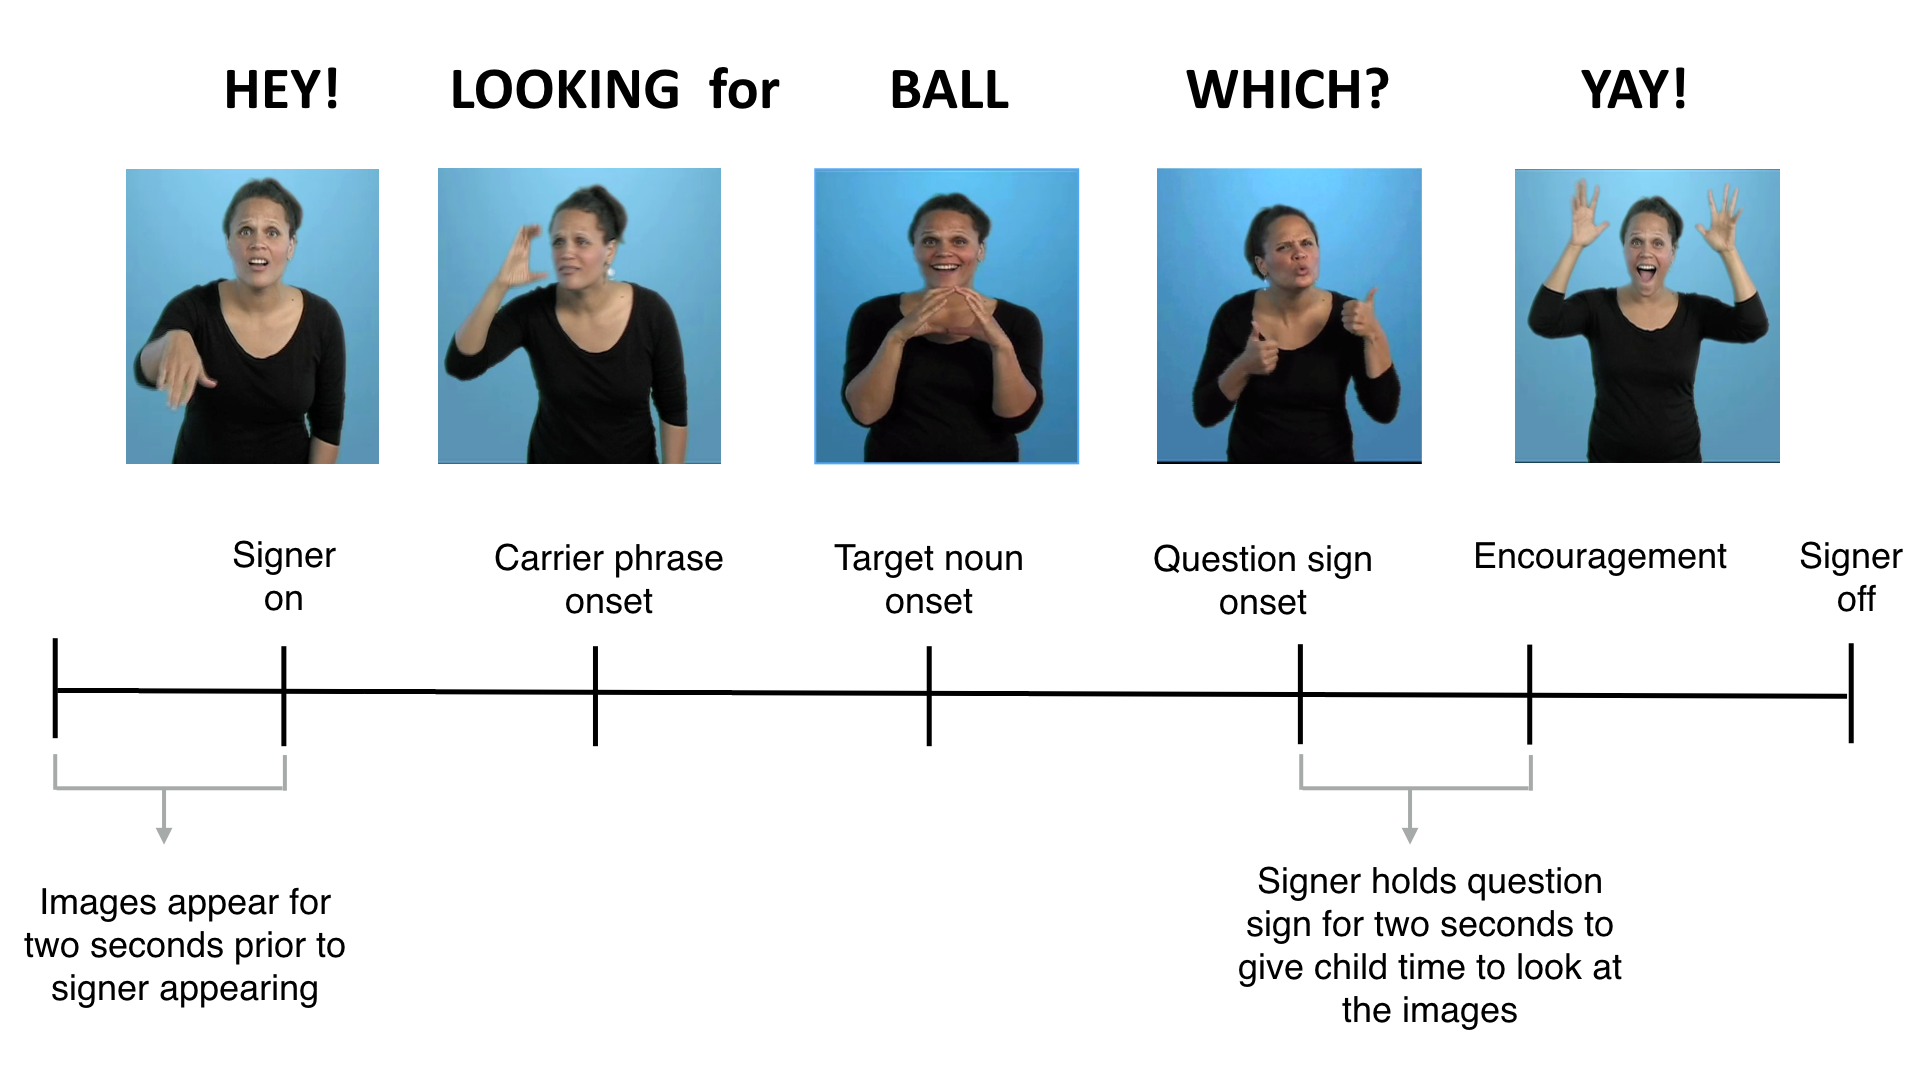 HEY! LOOKING for BALL WHICH? YAY!
Signer
on
Carrier phrase
onset
Target noun
onset
Question sign
onset
Encouragement
Signer
off
Images appear for
two seconds prior to
signer appearing
Signer holds question
sign for two seconds to
give child time to look at
the images